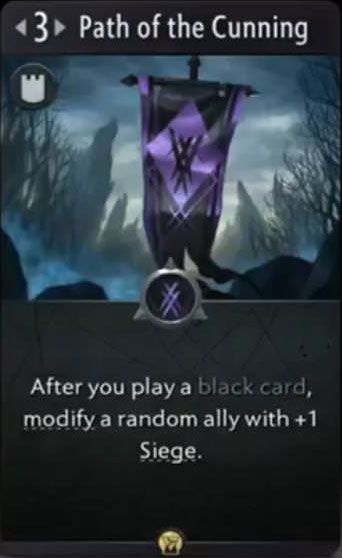 3 Path of the Cunning
After you play a black card,
modify a random ally with +1
Siege.